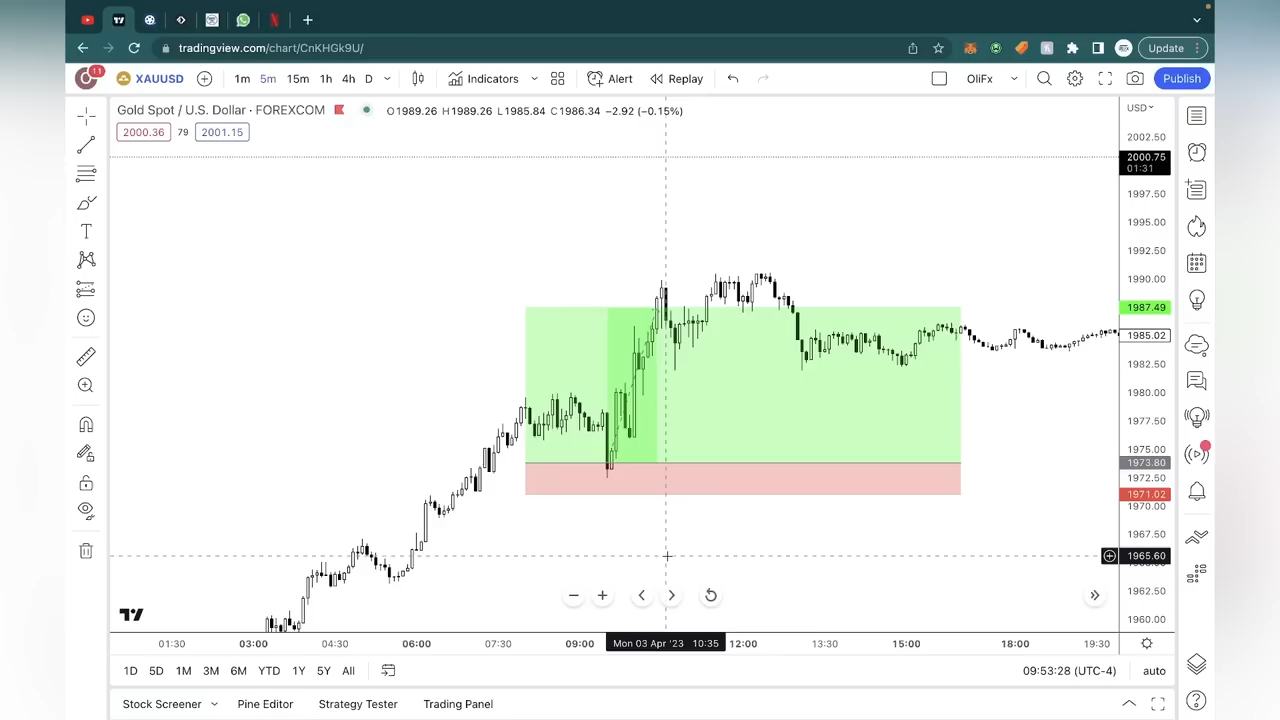 tradingview.com/chart/CnKHGk9U/
Update
11
XAUUSD
1m 5m 15m 1h 4h D
Indicators
Alert
Replay
OliFx
Publish
Gold Spot / U.S. Dollar · FOREXCOM
O1989.26 H1989.26 L1985.84 C1986.34 −2.92 (−0.15%)
USD
2000.36 79 2001.15
2002.50
2000.75
01:31
1997.50
1995.00
1992.50
1990.00
1987.49
1985.02
1982.50
1980.00
1977.50
1975.00
1973.80
1972.50
1971.02
1970.00
1967.50
1965.60
1962.50
1960.00
01:30 03:00 04:30 06:00 07:30 09:00 Mon 03 Apr '23 10:35 12:00 13:30 15:00 18:00 19:30
1D 5D 1M 3M 6M YTD 1Y 5Y All
09:53:28 (UTC-4)
auto
Stock Screener Pine Editor Strategy Tester Trading Panel